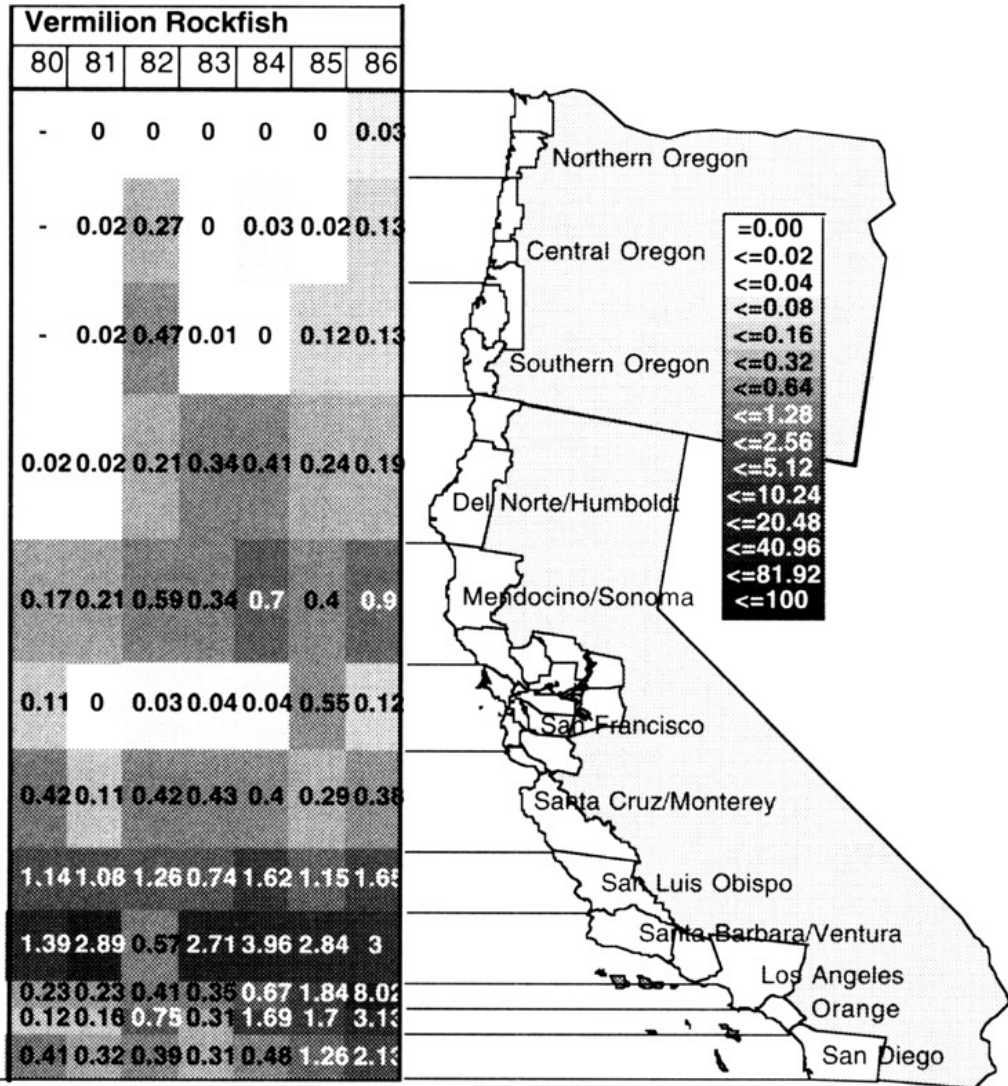 Vermilion Rockfish
80 81 82 83 84 85 86
- 0 0 0 0 0 0.03
- 0.02 0.27 0 0.03 0.02 0.13
- 0.02 0.47 0.01 0 0.12 0.13
0.02 0.02 0.21 0.34 0.41 0.24 0.19
0.17 0.21 0.59 0.34 0.7 0.4 0.9
0.11 0 0.03 0.04 0.04 0.55 0.12
0.42 0.11 0.42 0.43 0.4 0.29 0.38
1.14 1.08 1.26 0.74 1.62 1.15 1.65
1.39 2.89 0.57 2.71 3.96 2.84 3
0.23 0.23 0.41 0.35 0.67 1.84 8.02
0.12 0.16 0.75 0.31 1.69 1.7 3.13
0.41 0.32 0.39 0.31 0.48 1.26 2.13
Northern Oregon
Central Oregon
Southern Oregon
Del Norte/Humboldt
Mendocino/Sonoma
San Francisco
Santa Cruz/Monterey
San Luis Obispo
Santa Barbara/Ventura
Los Angeles
Orange
San Diego
=0.00
<=0.02
<=0.04
<=0.08
<=0.16
<=0.32
<=0.64
<=1.28
<=2.56
<=5.12
<=10.24
<=20.48
<=40.96
<=81.92
<=100